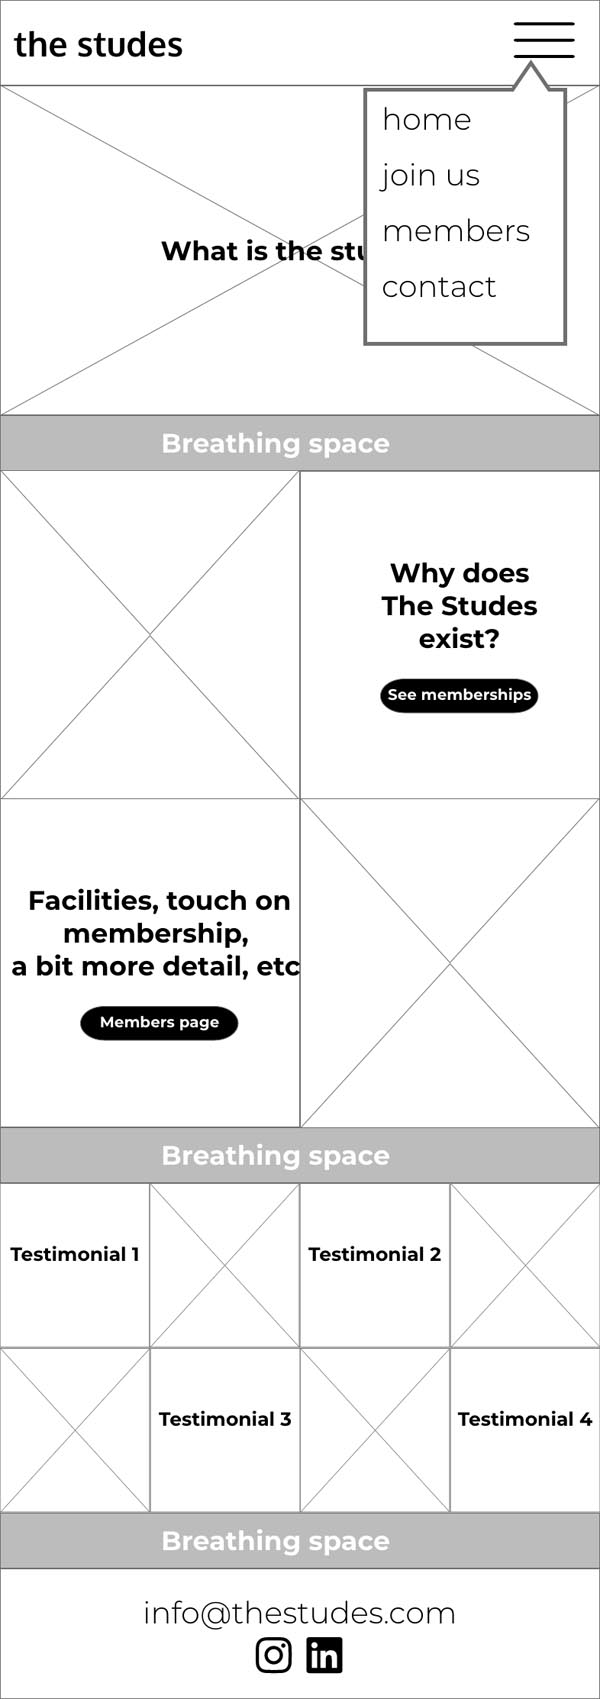 the studes
home
join us
members
contact
What is the stu
Breathing space
Why does
The Studes
exist?
See memberships
Facilities, touch on
membership,
a bit more detail, etc
Members page
Breathing space
Testimonial 1
Testimonial 2
Testimonial 3
Testimonial 4
Breathing space
info@thestudes.com
in